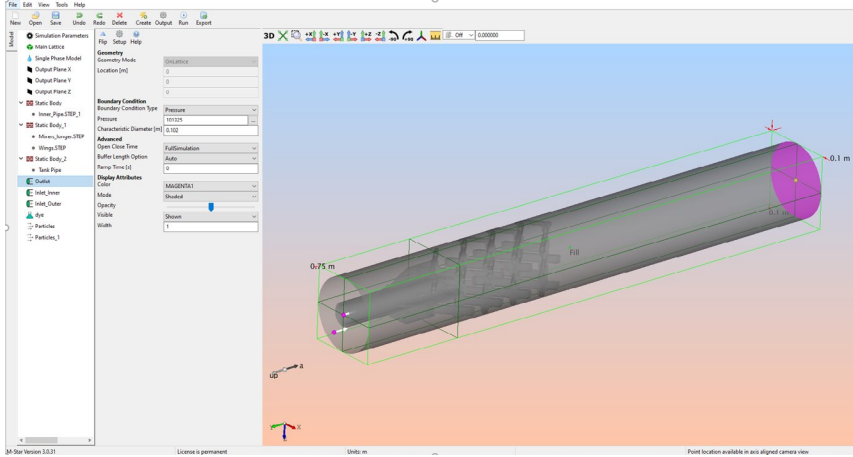 File Edit View Tools Help
New Open Save Undo Redo Delete Create Output Run Export
Model
Simulation Parameters
Main Lattice
Single Phase Model
Output Plane X
Output Plane Y
Output Plane Z
Static Body
Inner_Pipe.STEP_1
Static Body_1
Mixers_longer.STEP
Wings.STEP
Static Body_2
Tank Pipe
Outlet
Inlet_Inner
Inlet_Outer
dye
Particles
Particles_1
Flip Setup Help
Geometry
Geometry Mode OnLattice
Location [m] 0
0
0
Boundary Condition
Boundary Condition Type Pressure
Pressure 101325 ...
Characteristic Diameter [m] 0.102
Advanced
Open Close Time FullSimulation
Buffer Length Option Auto
Ramp Time [s] 0
Display Attributes
Color MAGENTA1
Mode Shaded
Opacity
Visible Shown
Width 1
3D +X -X +Y -Y +Z -Z -90 +90 Off 0.000000
0.1 m
0.1 m
Fill
0.75 m
a
up
X
M-Star Version 3.0.31 License is permanent Units: m Point location available in axis aligned camera view